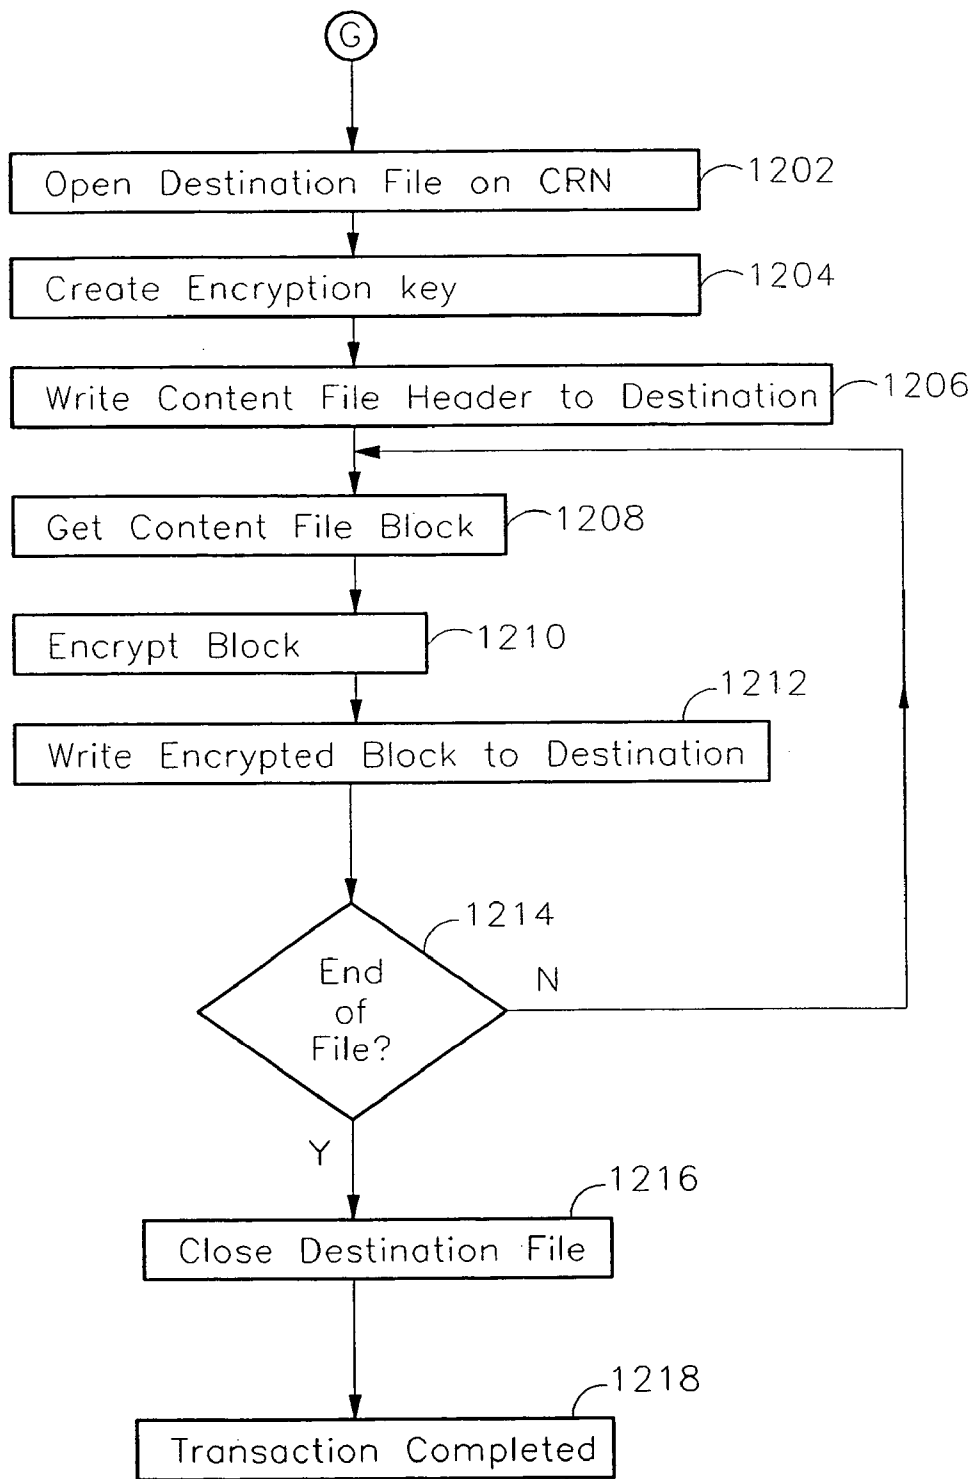 G
Open Destination File on CRN
1202
Create Encryption key
1204
Write Content File Header to Destination
1206
Get Content File Block
1208
Encrypt Block
1210
1212
Write Encrypted Block to Destination
1214
End
of
File?
N
Y
1216
Close Destination File
1218
Transaction Completed